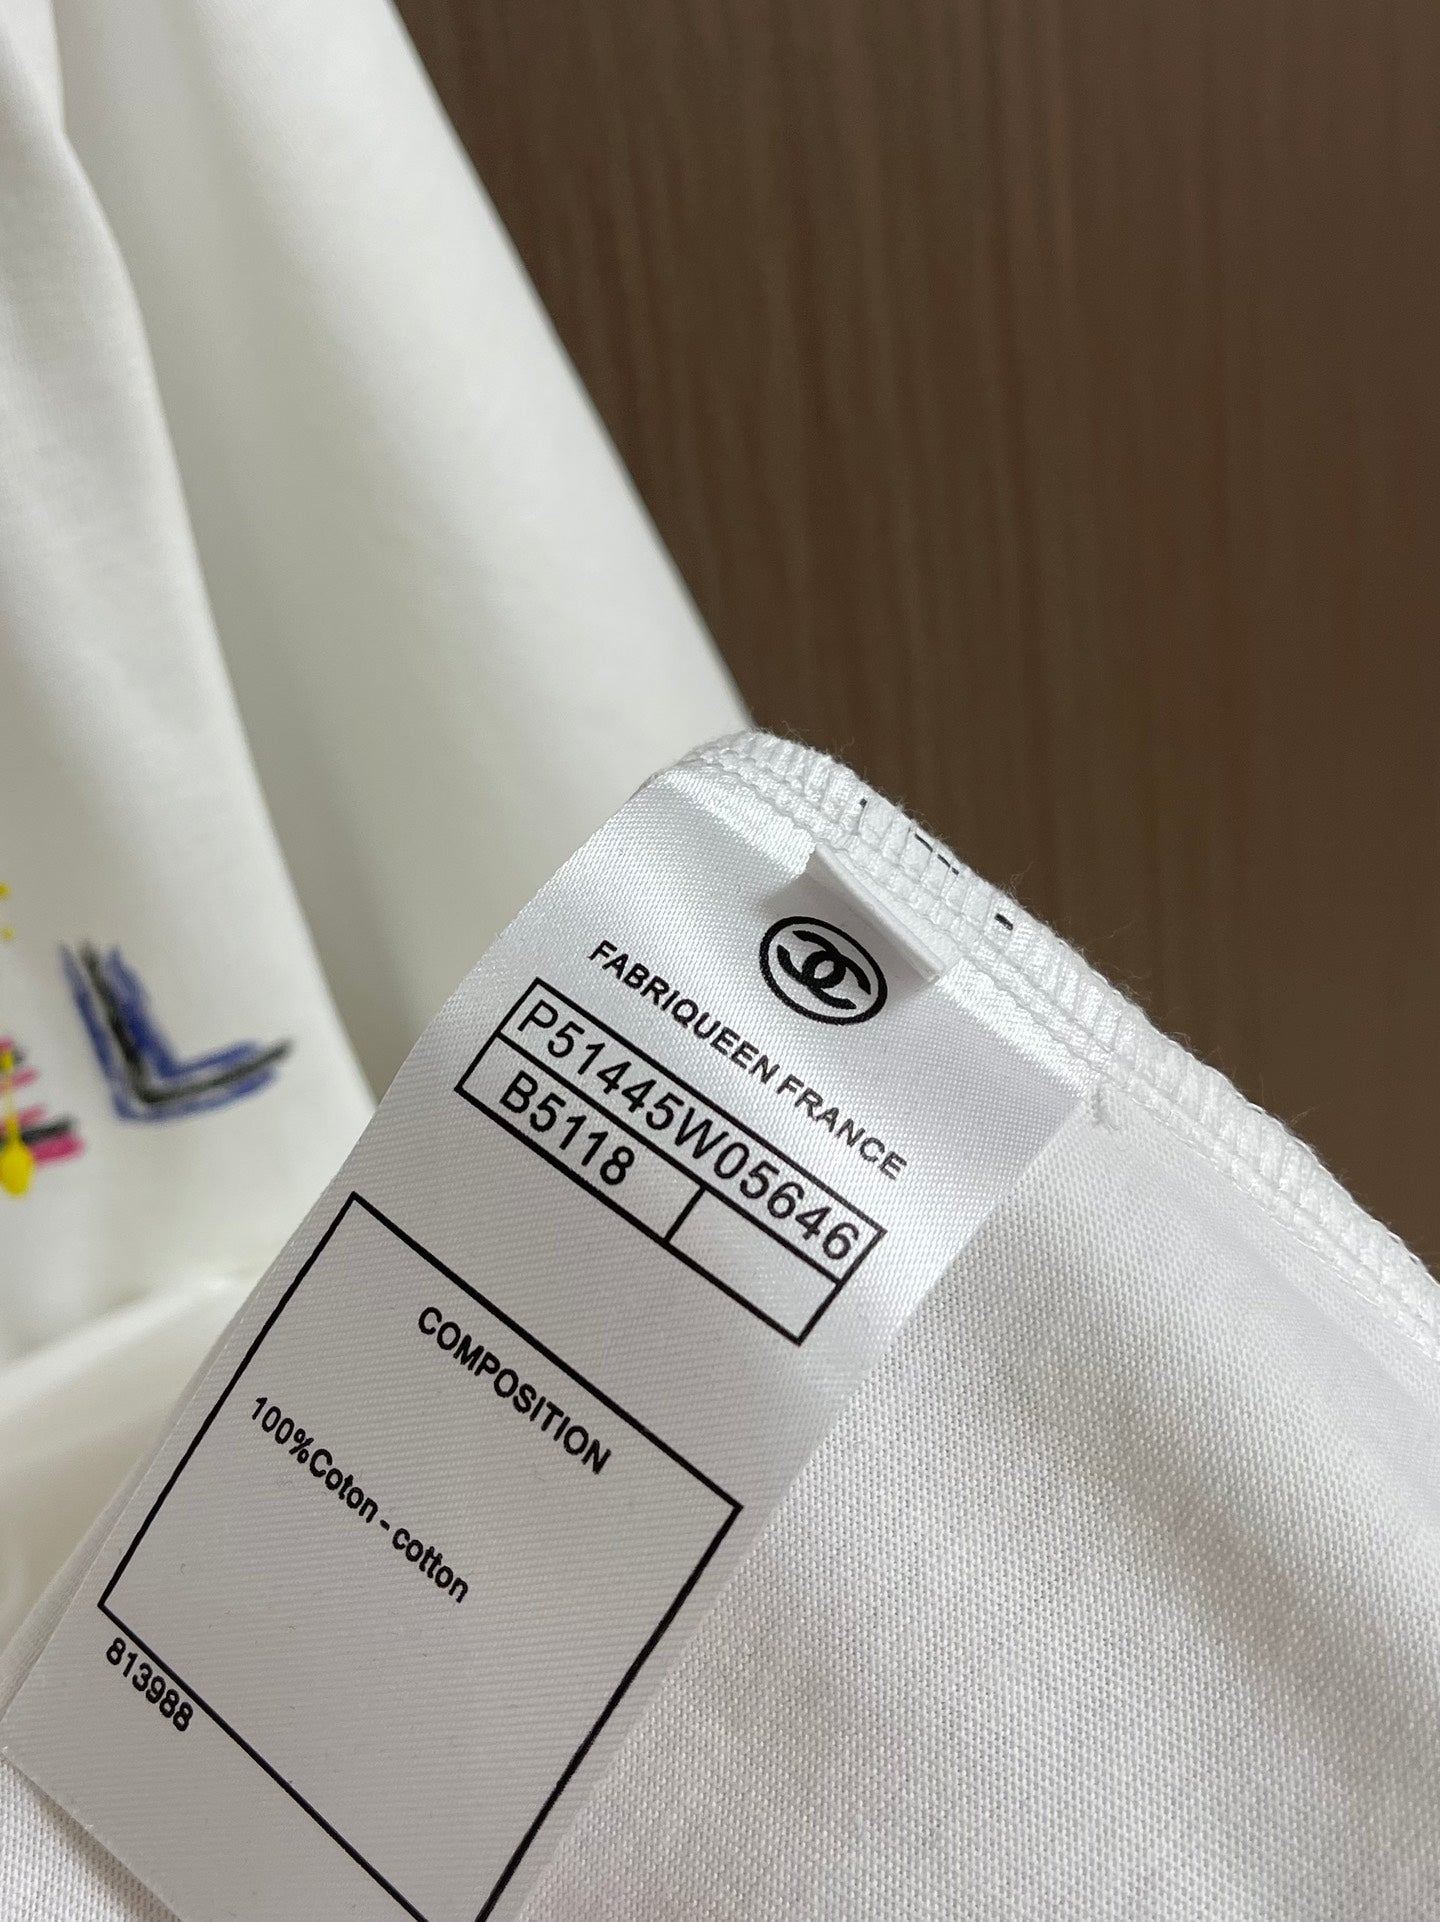 FABRIQUEEN FRANCE
P51445W05646
B5118
COMPOSITION
100%Coton - cotton
813988
L